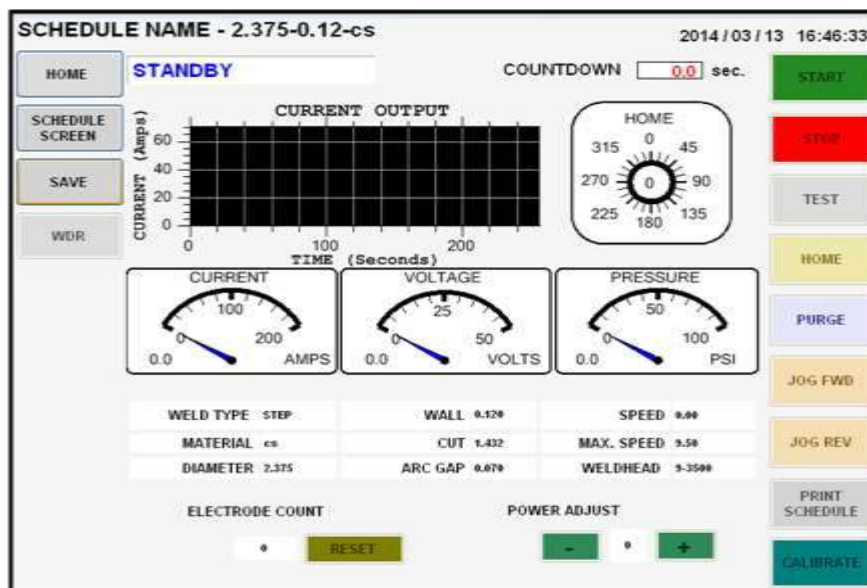 SCHEDULE NAME - 2.375-0.12-cs
2014 / 03 / 13 16:46:33
HOME
STANDBY
COUNTDOWN 0.0 sec.
START
SCHEDULE
SCREEN
SAVE
WDR
CURRENT OUTPUT
CURRENT (Amps)
60
40
20
0
0 100 200
TIME (Seconds)
HOME
0
315 45
270 0 90
225 135
180
STOP
TEST
HOME
PURGE
JOG FWD
JOG REV
PRINT
SCHEDULE
CALIBRATE
CURRENT
100
0 200
0.0 AMPS
VOLTAGE
25
0 50
0.0 VOLTS
PRESSURE
50
0 100
0.0 PSI
WELD TYPE STEP WALL 0.120 SPEED 0.00
MATERIAL cs CUT 1.432 MAX. SPEED 9.50
DIAMETER 2.375 ARC GAP 0.070 WELDHEAD 9-3500
ELECTRODE COUNT
0 RESET
POWER ADJUST
- 0 +